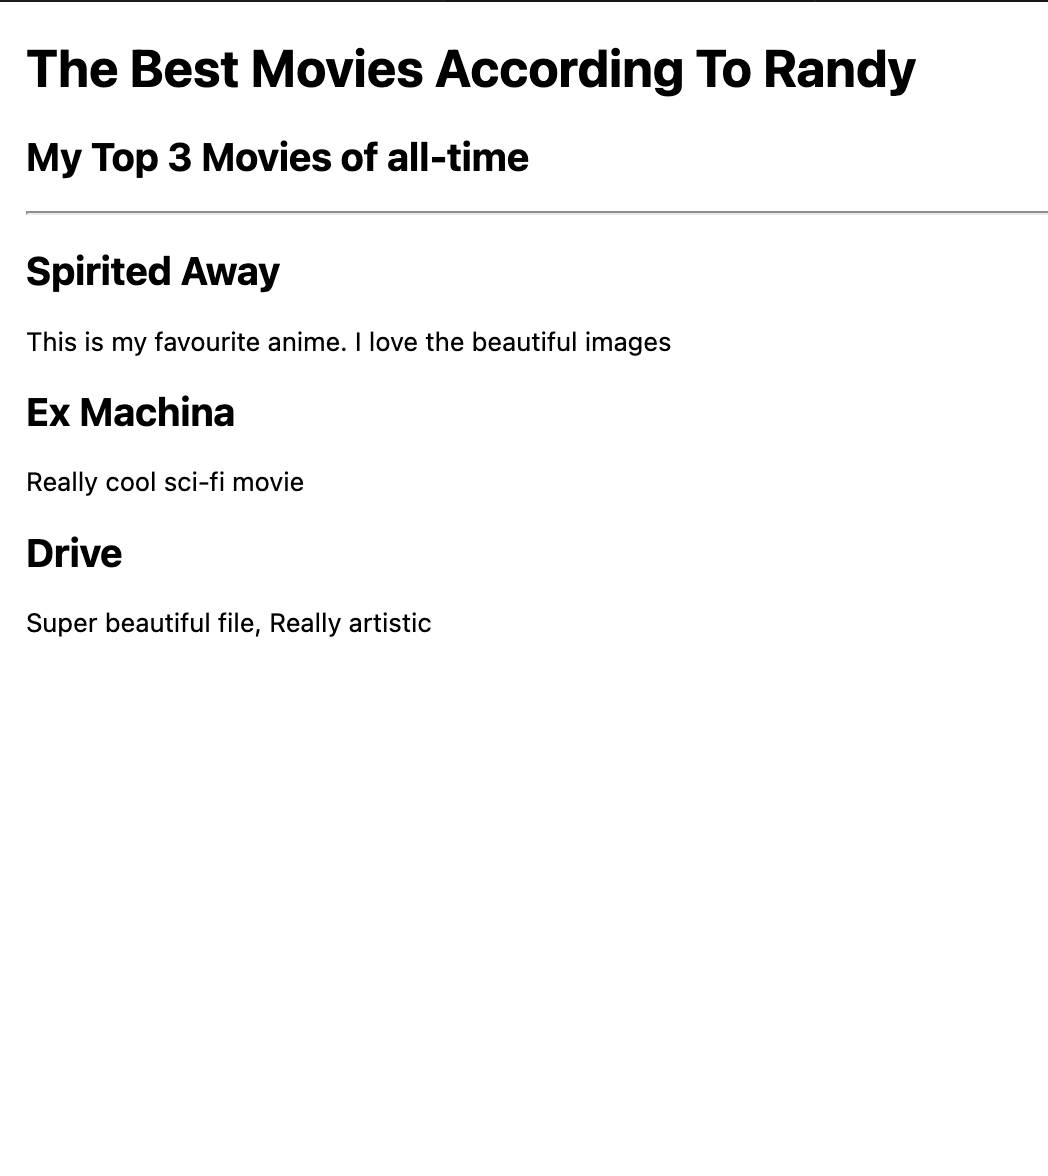 The Best Movies According To Randy
My Top 3 Movies of all-time
Spirited Away
This is my favourite anime. I love the beautiful images
Ex Machina
Really cool sci-fi movie
Drive
Super beautiful file, Really artistic